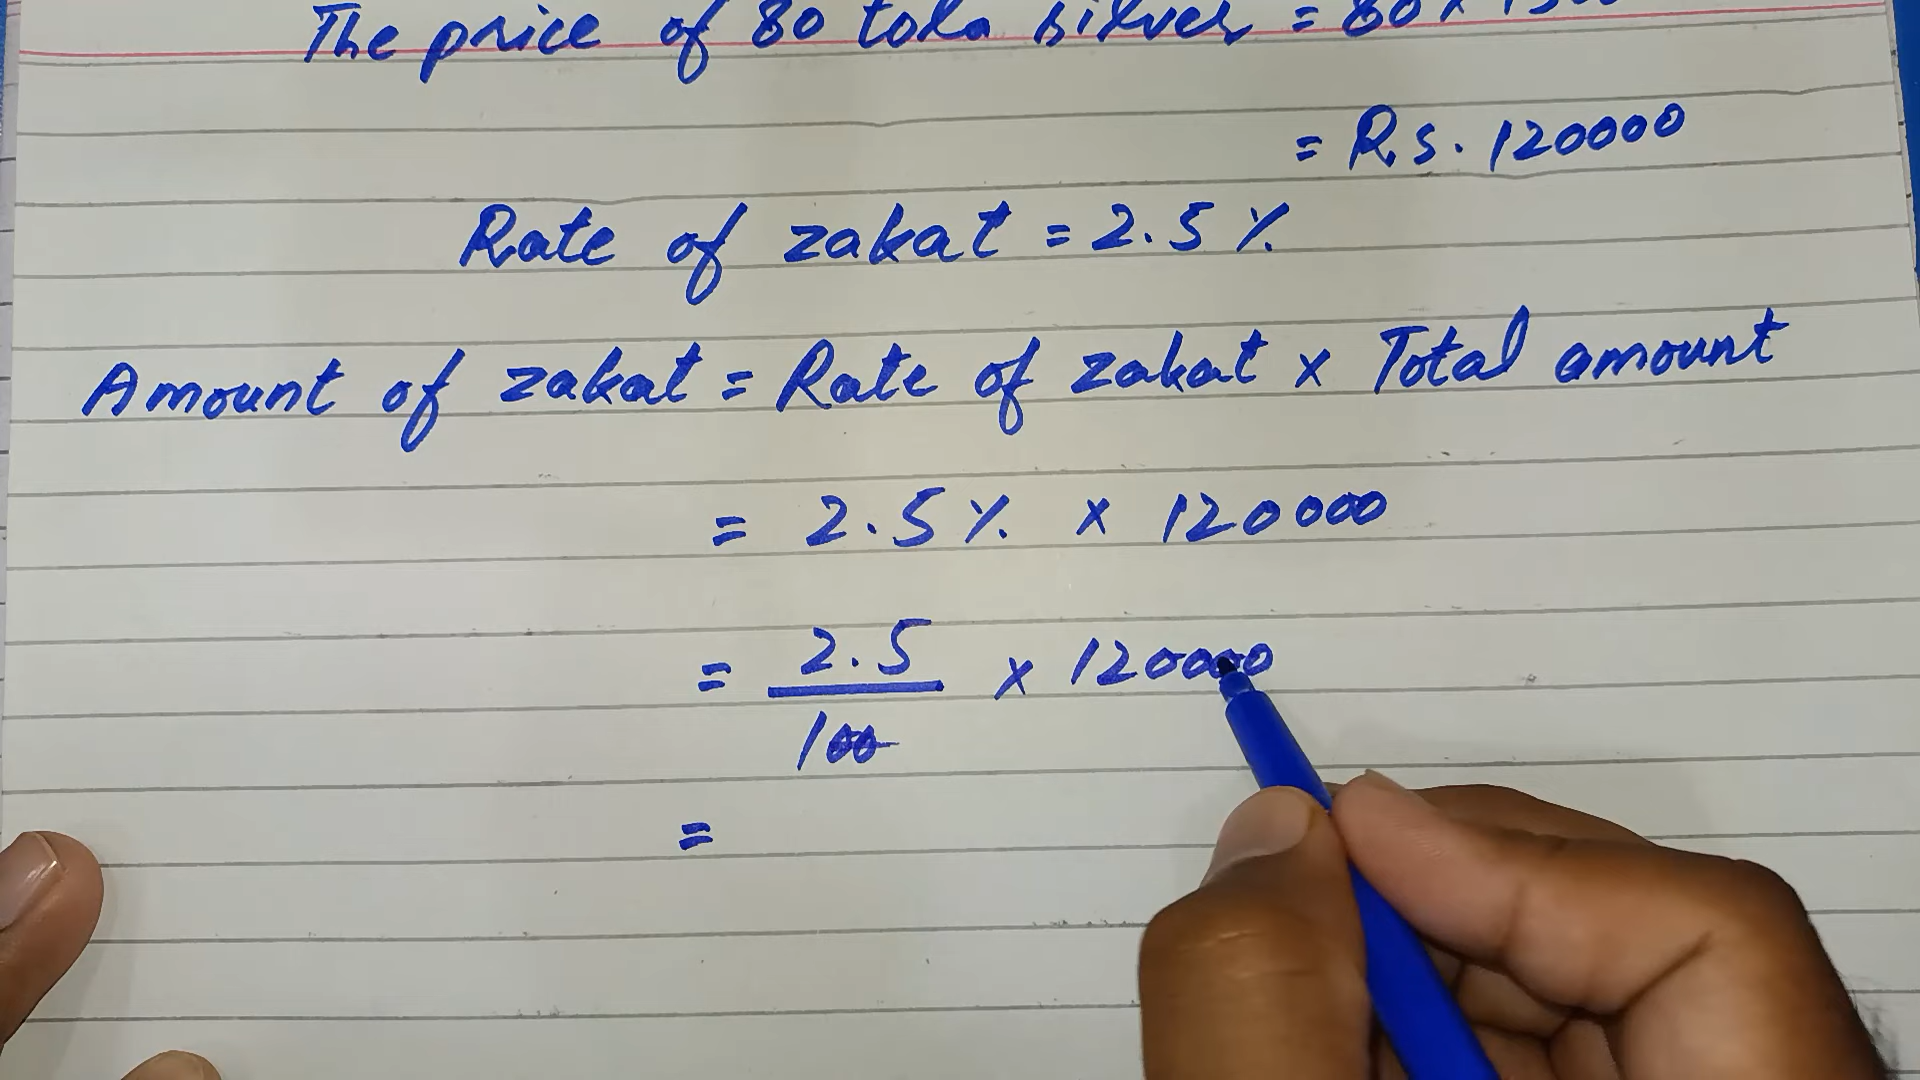 The price of 80 tola silver = 80 x
= Rs. 120000
Rate of zakat = 2.5 %
Amount of zakat = Rate of zakat x Total amount
= 2.5 % x 120000
= 2.5 / 100 x 120000
=